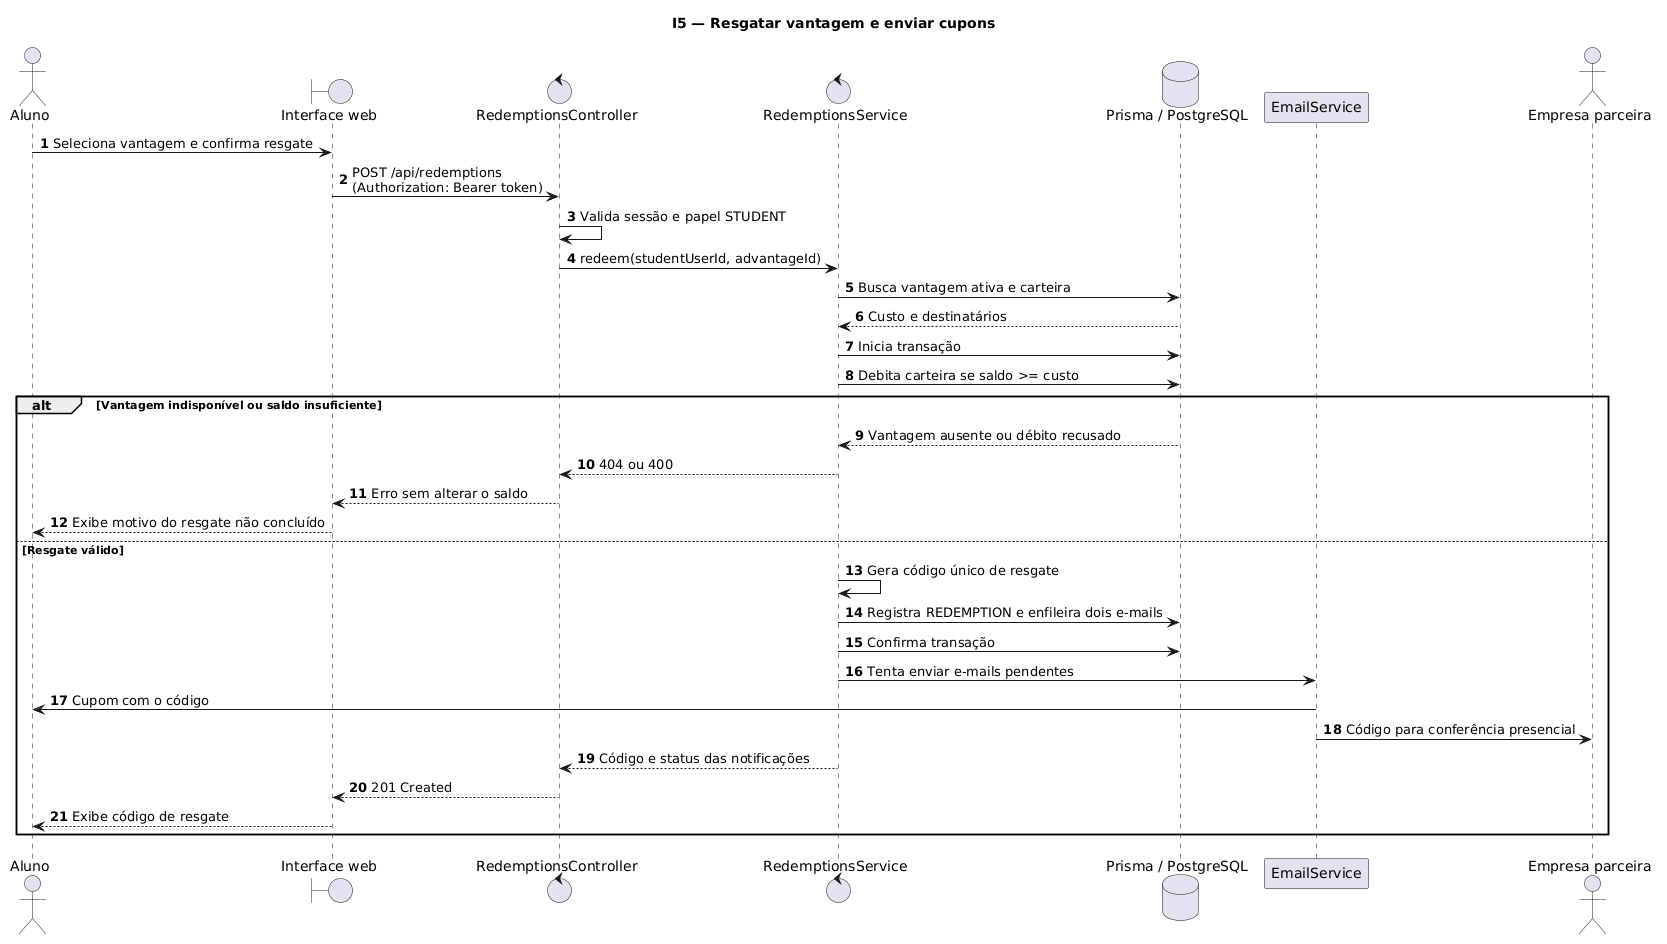 I5 — Resgatar vantagem e enviar cupons
Aluno
Interface web
RedemptionsController
RedemptionsService
Prisma / PostgreSQL
EmailService
Empresa parceira
1 Seleciona vantagem e confirma resgate
2 POST /api/redemptions
(Authorization: Bearer token)
3 Valida sessão e papel STUDENT
4 redeem(studentUserId, advantageId)
5 Busca vantagem ativa e carteira
6 Custo e destinatários
7 Inicia transação
8 Debita carteira se saldo >= custo
alt [Vantagem indisponível ou saldo insuficiente]
9 Vantagem ausente ou débito recusado
10 404 ou 400
11 Erro sem alterar o saldo
12 Exibe motivo do resgate não concluído
[Resgate válido]
13 Gera código único de resgate
14 Registra REDEMPTION e enfileira dois e-mails
15 Confirma transação
16 Tenta enviar e-mails pendentes
17 Cupom com o código
18 Código para conferência presencial
19 Código e status das notificações
20 201 Created
21 Exibe código de resgate
Aluno
Interface web
RedemptionsController
RedemptionsService
Prisma / PostgreSQL
EmailService
Empresa parceira